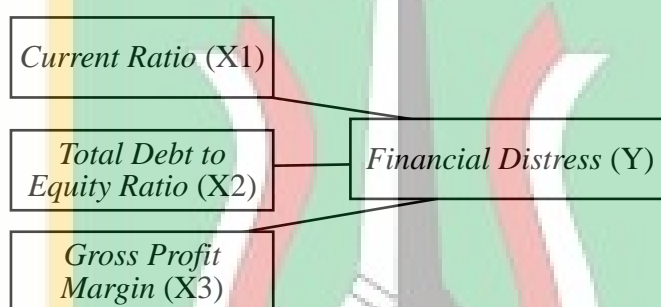 Current Ratio (X1)
Total Debt to
Equity Ratio (X2)
Financial Distress (Y)
Gross Profit
Margin (X3)